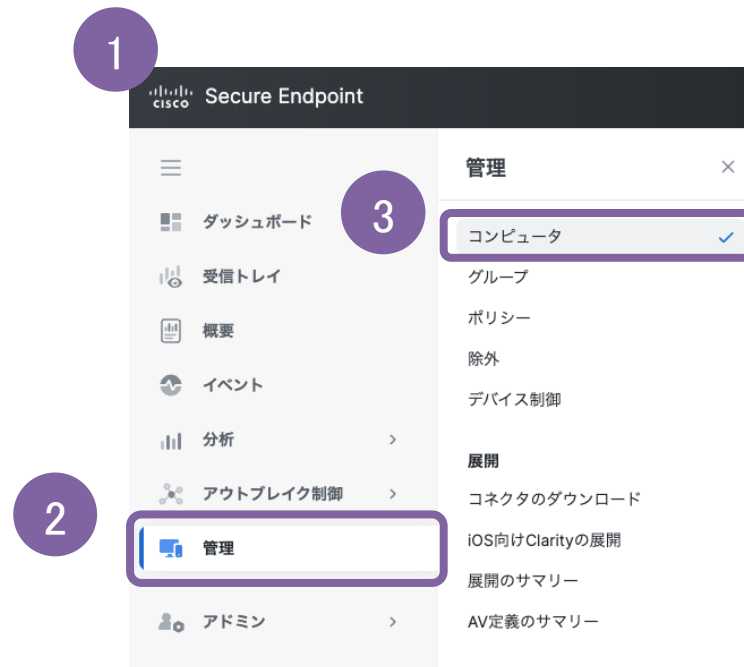 1
cisco Secure Endpoint
管理
ダッシュボード
3
コンピュータ
受信トレイ
グループ
概要
ポリシー
除外
イベント
デバイス制御
分析
展開
アウトブレイク制御
コネクタのダウンロード
2
管理
iOS向けClarityの展開
展開のサマリー
アドミン
AV定義のサマリー